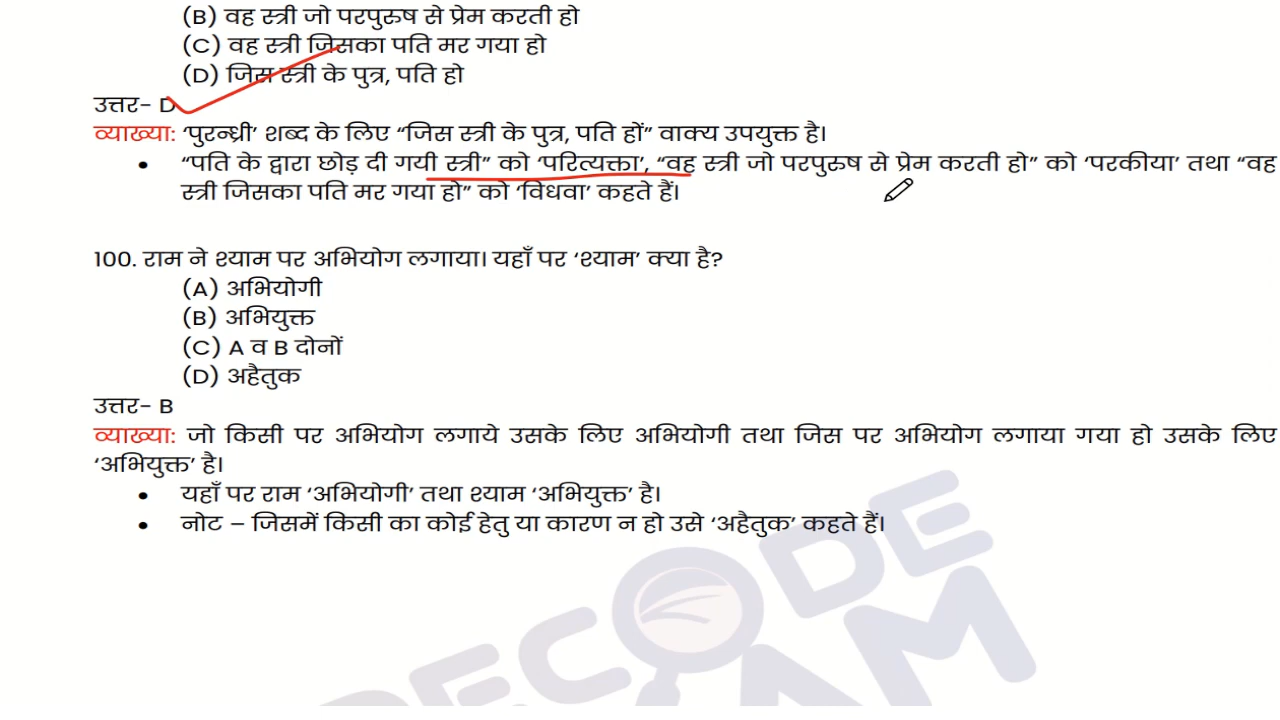 (B) वह स्त्री जो परपुरुष से प्रेम करती हो
(C) वह स्त्री जिसका पति मर गया हो
(D) जिस स्त्री के पुत्र, पति हो
उत्तर- D
व्याख्या: ‘पुरन्ध्री’ शब्द के लिए “जिस स्त्री के पुत्र, पति हों” वाक्य उपयुक्त है।
• “पति के द्वारा छोड़ दी गयी स्त्री” को ‘परित्यक्ता’, “वह स्त्री जो परपुरुष से प्रेम करती हो” को ‘परकीया’ तथा “वह
स्त्री जिसका पति मर गया हो” को ‘विधवा’ कहते हैं।
100. राम ने श्याम पर अभियोग लगाया। यहाँ पर ‘श्याम’ क्या है?
(A) अभियोगी
(B) अभियुक्त
(C) A व B दोनों
(D) अहैतुक
उत्तर- B
व्याख्या: जो किसी पर अभियोग लगाये उसके लिए अभियोगी तथा जिस पर अभियोग लगाया गया हो उसके लिए
‘अभियुक्त’ है।
• यहाँ पर राम ‘अभियोगी’ तथा श्याम ‘अभियुक्त’ है।
• नोट – जिसमें किसी का कोई हेतु या कारण न हो उसे ‘अहैतुक’ कहते हैं।
DECODE